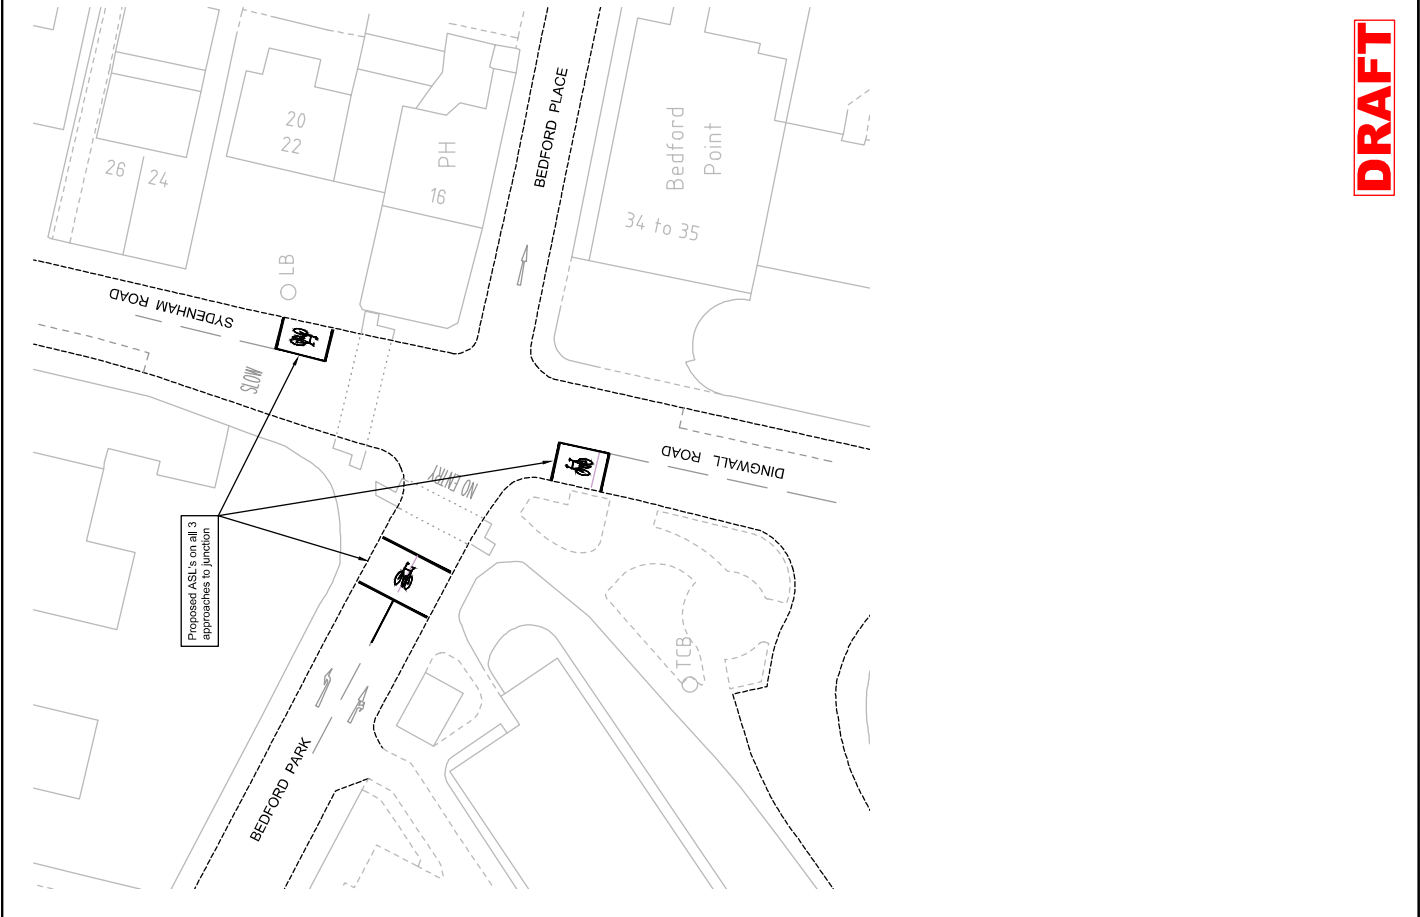 DRAFT
BEDFORD PLACE
20
22
26
24
PH
16
Bedford
Point
34 to 35
LB
SYDENHAM ROAD
SLOW
NO ENTRY
DINGWALL ROAD
Proposed ASL's on all 3
approaches to junction
TCB
BEDFORD PARK